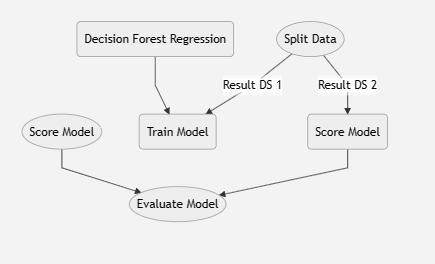 Decision Forest Regression
Split Data
Result DS 1
Result DS 2
Score Model
Train Model
Score Model
Evaluate Model